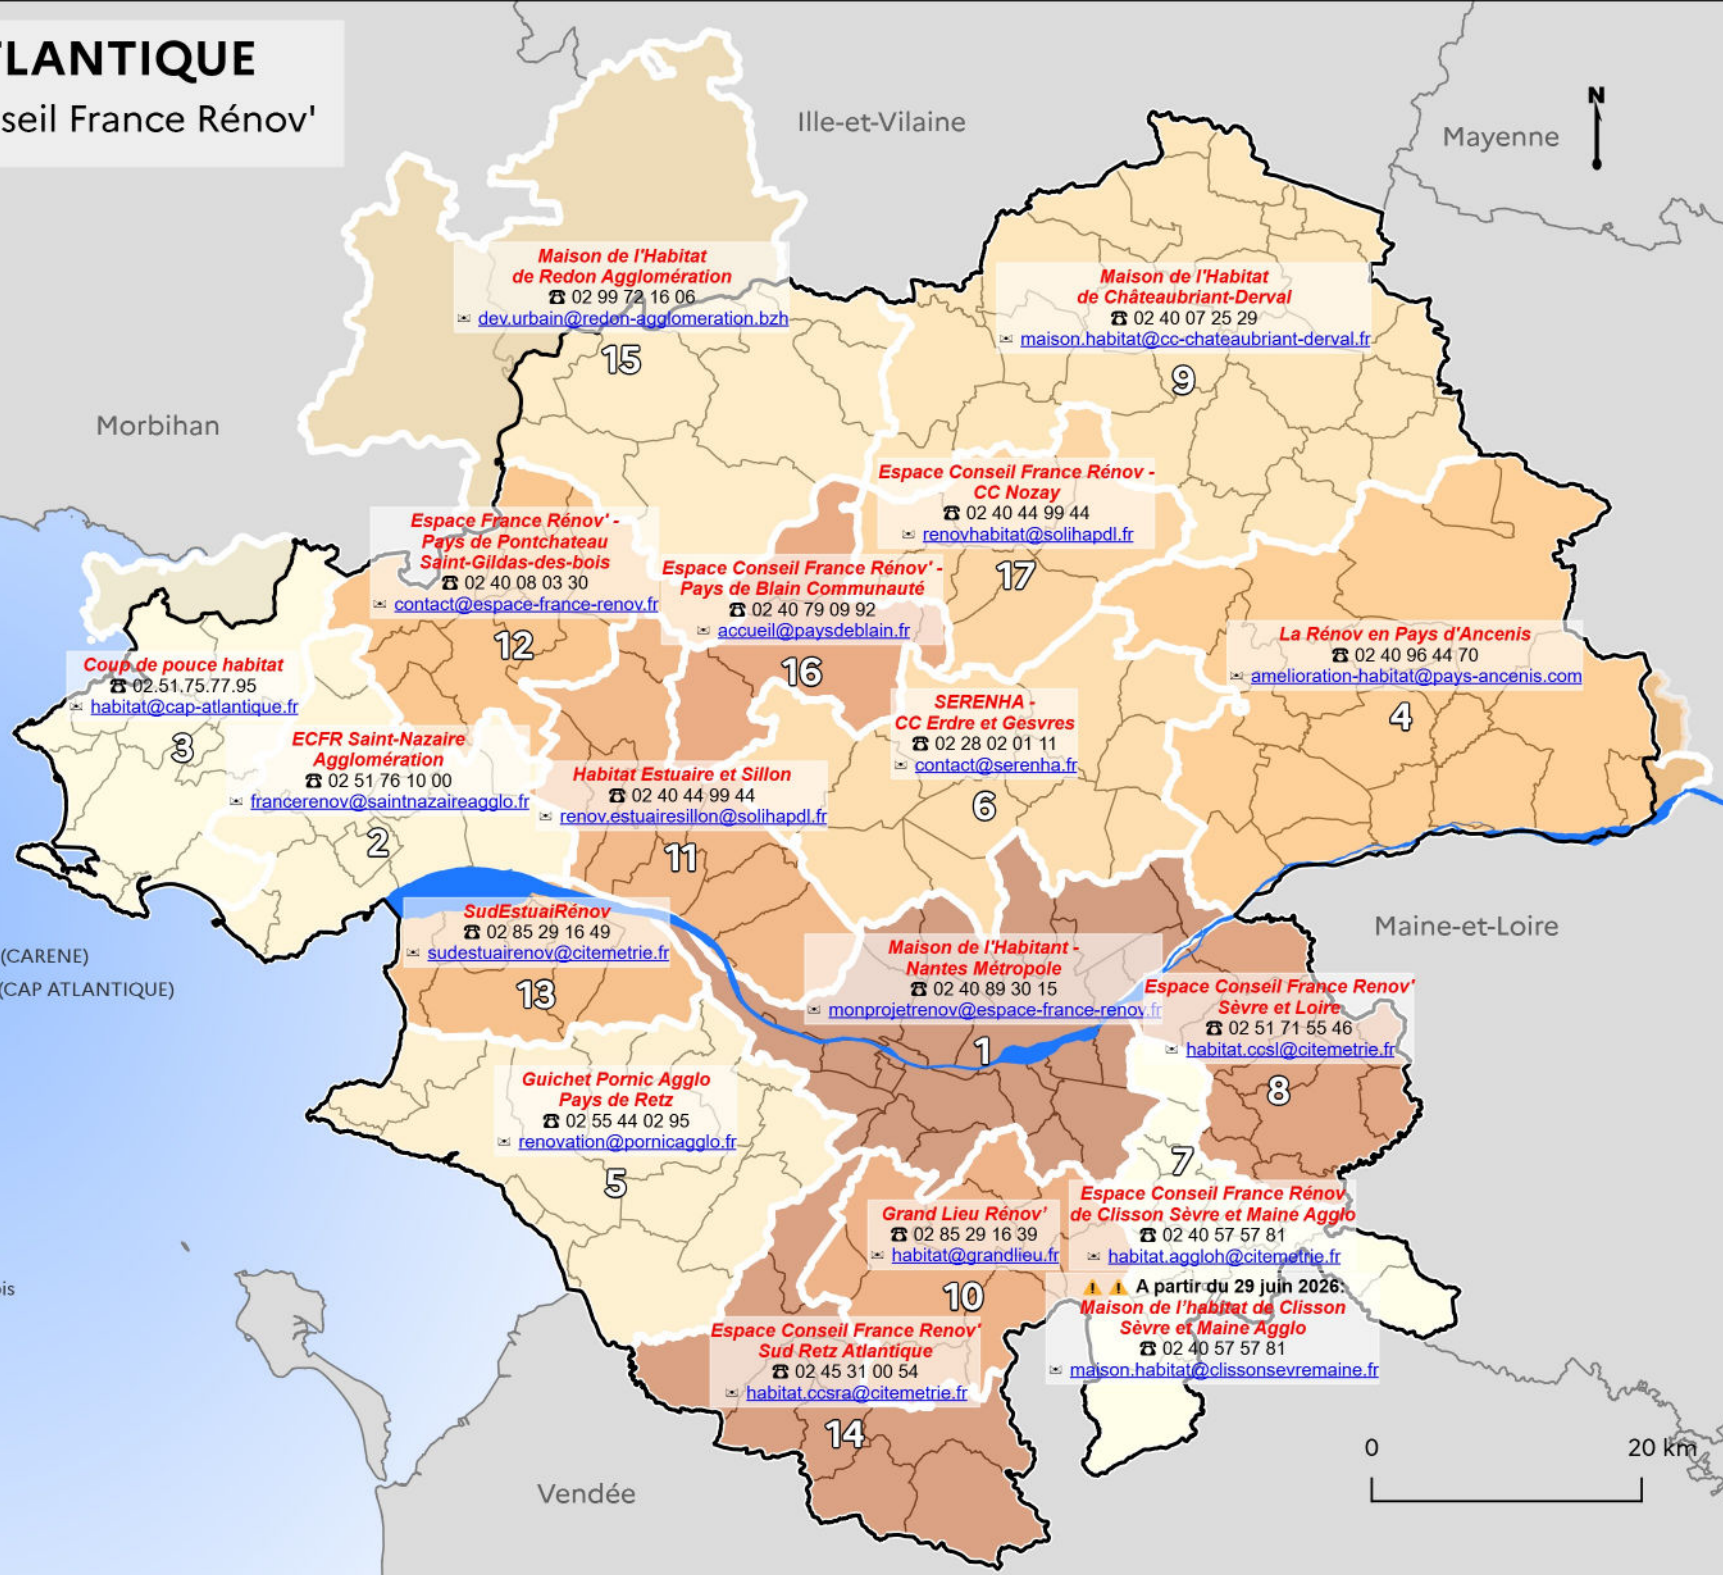 TLANTIQUE
seil France Rénov'
Ille-et-Vilaine
Mayenne
N
Maison de l'Habitat
de Redon Agglomération
☎ 02 99 72 16 06
✉ dev.urbain@redon-agglomeration.bzh
15
Maison de l'Habitat
de Châteaubriant-Derval
☎ 02 40 07 25 29
✉ maison.habitat@cc-chateaubriant-derval.fr
9
Morbihan
Espace Conseil France Rénov -
CC Nozay
☎ 02 40 44 99 44
✉ renovhabitat@solihapdl.fr
17
Espace France Rénov' -
Pays de Pontchateau
Saint-Gildas-des-bois
☎ 02 40 08 03 30
✉ contact@espace-france-renov.fr
12
Espace Conseil France Rénov' -
Pays de Blain Communauté
☎ 02 40 79 09 92
✉ accueil@paysdeblain.fr
16
La Rénov en Pays d'Ancenis
☎ 02 40 96 44 70
✉ amelioration-habitat@pays-ancenis.com
4
Coup de pouce habitat
☎ 02.51.75.77.95
✉ habitat@cap-atlantique.fr
3
SERENHA -
CC Erdre et Gesvres
☎ 02 28 02 01 11
✉ contact@serenha.fr
6
ECFR Saint-Nazaire
Agglomération
☎ 02 51 76 10 00
✉ francerenov@saintnazaireagglo.fr
2
Habitat Estuaire et Sillon
☎ 02 40 44 99 44
✉ renov.estuairesillon@solihapdl.fr
11
SudEstuaiRénov
☎ 02 85 29 16 49
✉ sudestuairenov@citemetrie.fr
13
Maison de l'Habitant -
Nantes Métropole
☎ 02 40 89 30 15
✉ monprojetrenov@espace-france-renov.fr
1
Maine-et-Loire
(CARENE)
(CAP ATLANTIQUE)
Espace Conseil France Renov'
Sèvre et Loire
☎ 02 51 71 55 46
✉ habitat.ccsl@citemetrie.fr
8
Guichet Pornic Agglo
Pays de Retz
☎ 02 55 44 02 95
✉ renovation@pornicagglo.fr
5
7
Espace Conseil France Rénov
de Clisson Sèvre et Maine Agglo
☎ 02 40 57 57 81
✉ habitat.aggloh@citemetrie.fr
Grand Lieu Rénov’
☎ 02 85 29 16 39
✉ habitat@grandlieu.fr
10
ois
⚠ ⚠ A partir du 29 juin 2026:
Maison de l’habitat de Clisson
Sèvre et Maine Agglo
☎ 02 40 57 57 81
✉ maison.habitat@clissonsevremaine.fr
Espace Conseil France Renov'
Sud Retz Atlantique
☎ 02 45 31 00 54
✉ habitat.ccsra@citemetrie.fr
14
Vendée
0 20 km